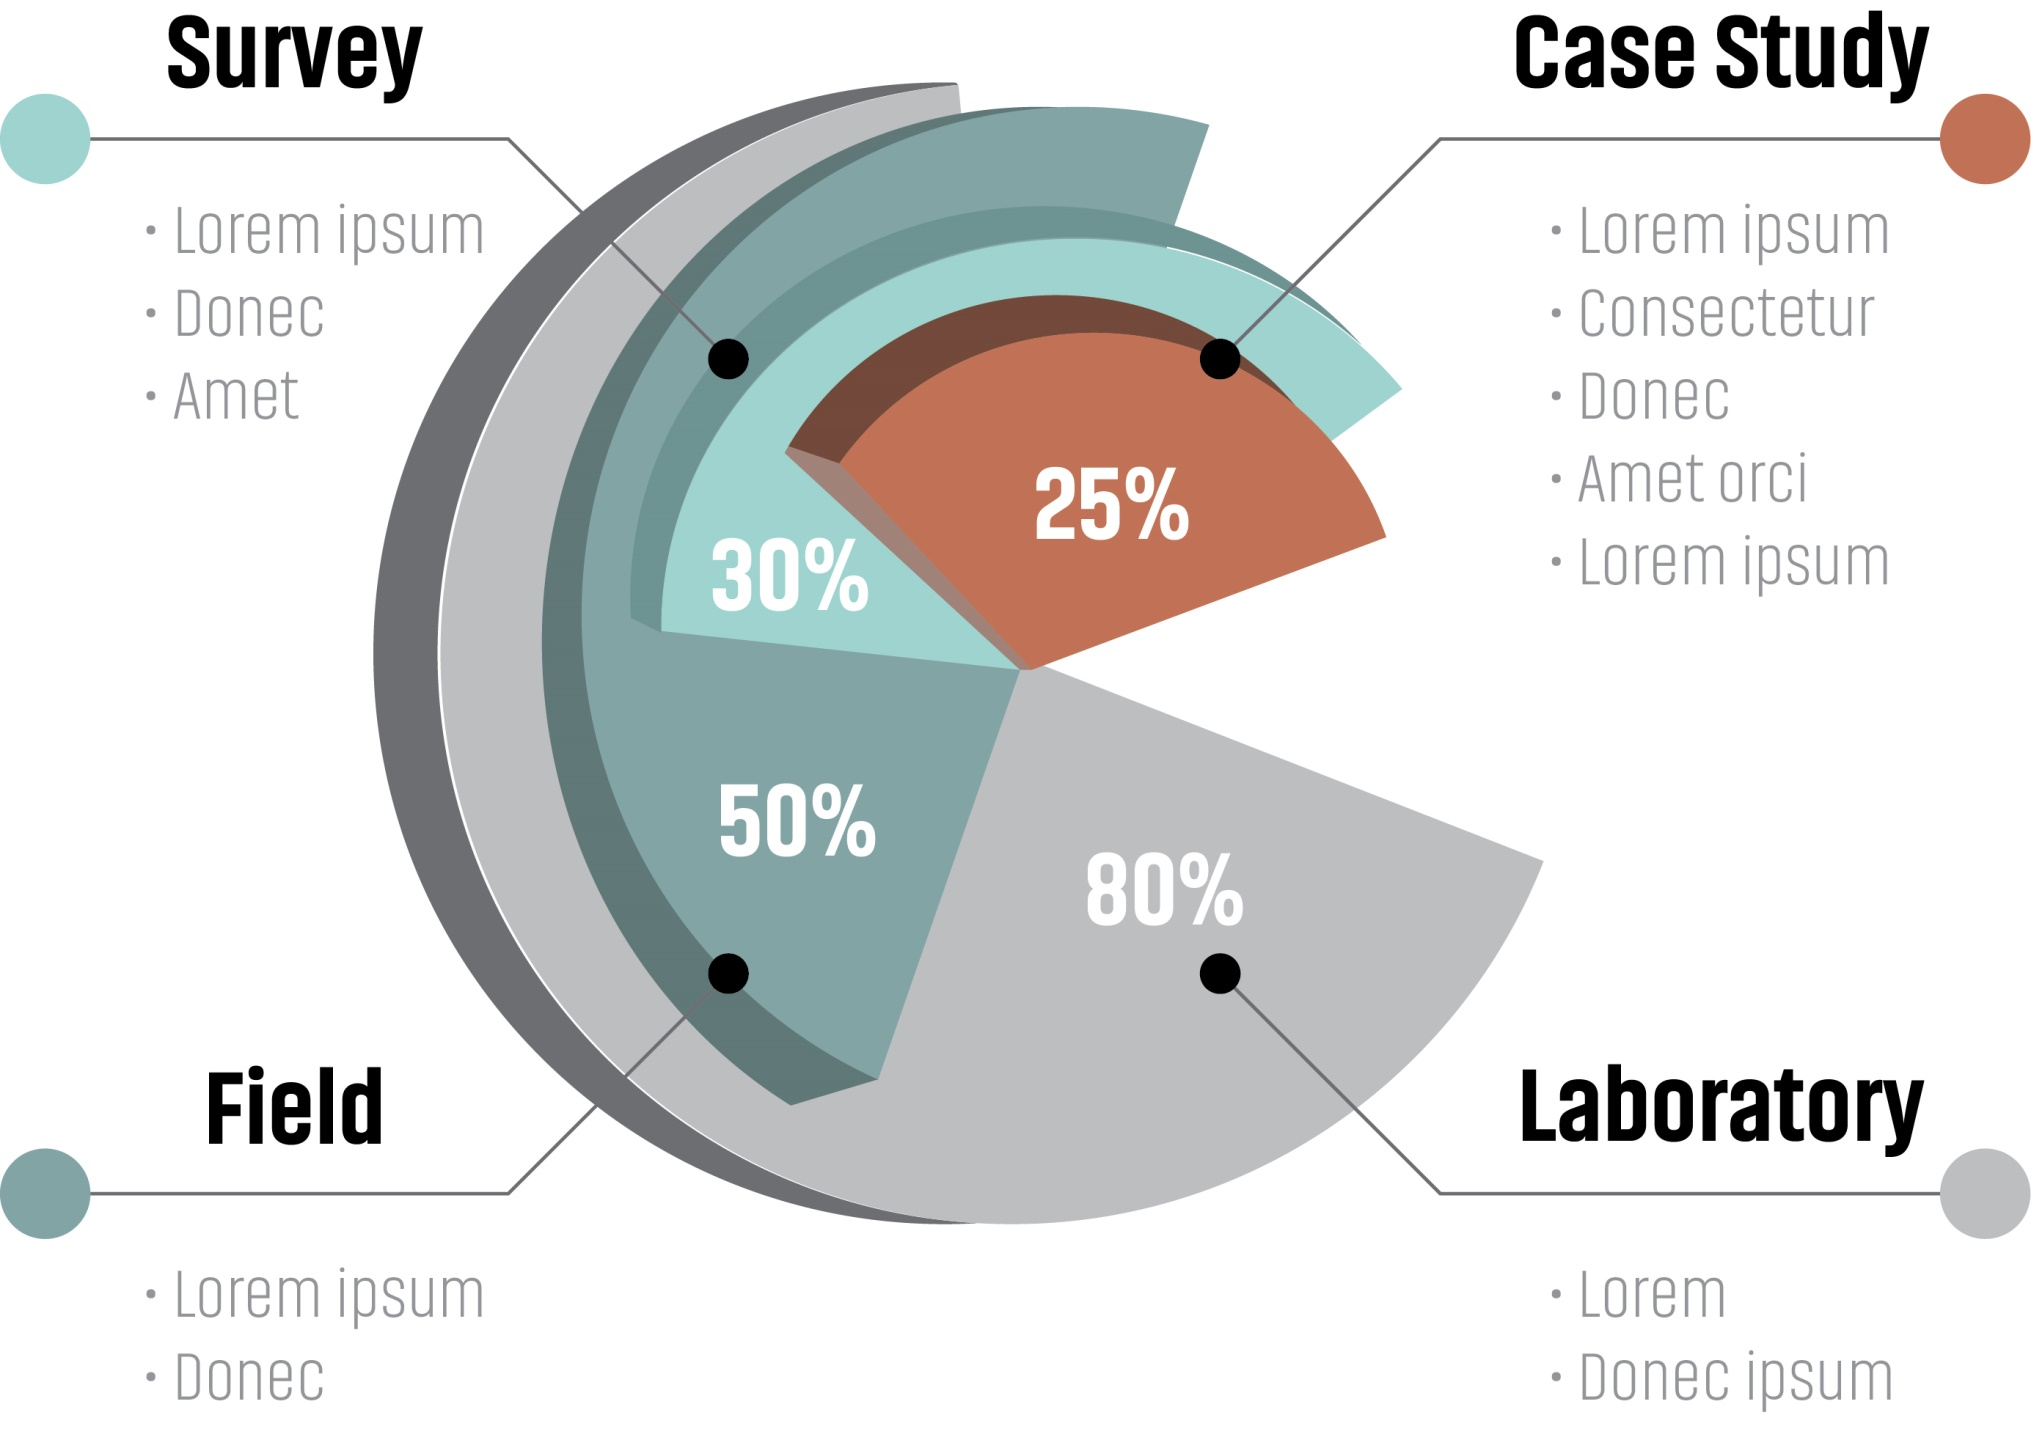 Survey
• Lorem ipsum
• Donec
• Amet
Case Study
• Lorem ipsum
• Consectetur
• Donec
• Amet orci
• Lorem ipsum
25%
30%
50%
80%
Field
• Lorem ipsum
• Donec
Laboratory
• Lorem
• Donec ipsum